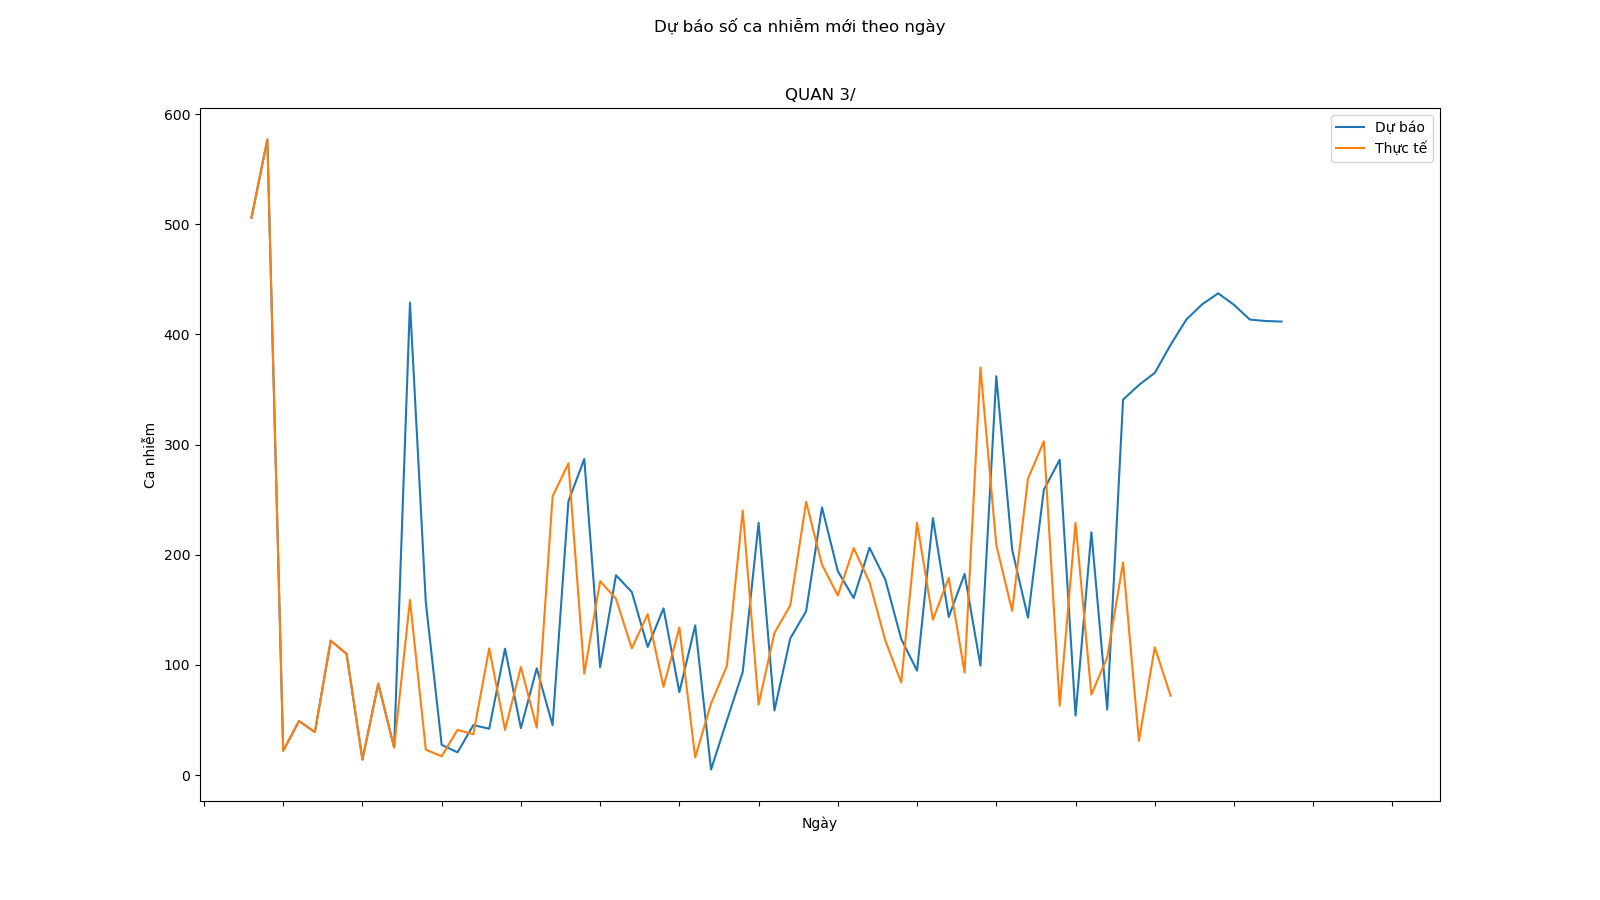 Dự báo số ca nhiễm mới theo ngày
QUAN 3/
600
500
400
300
200
100
0
Ca nhiễm
Ngày
Dự báo
Thực tế